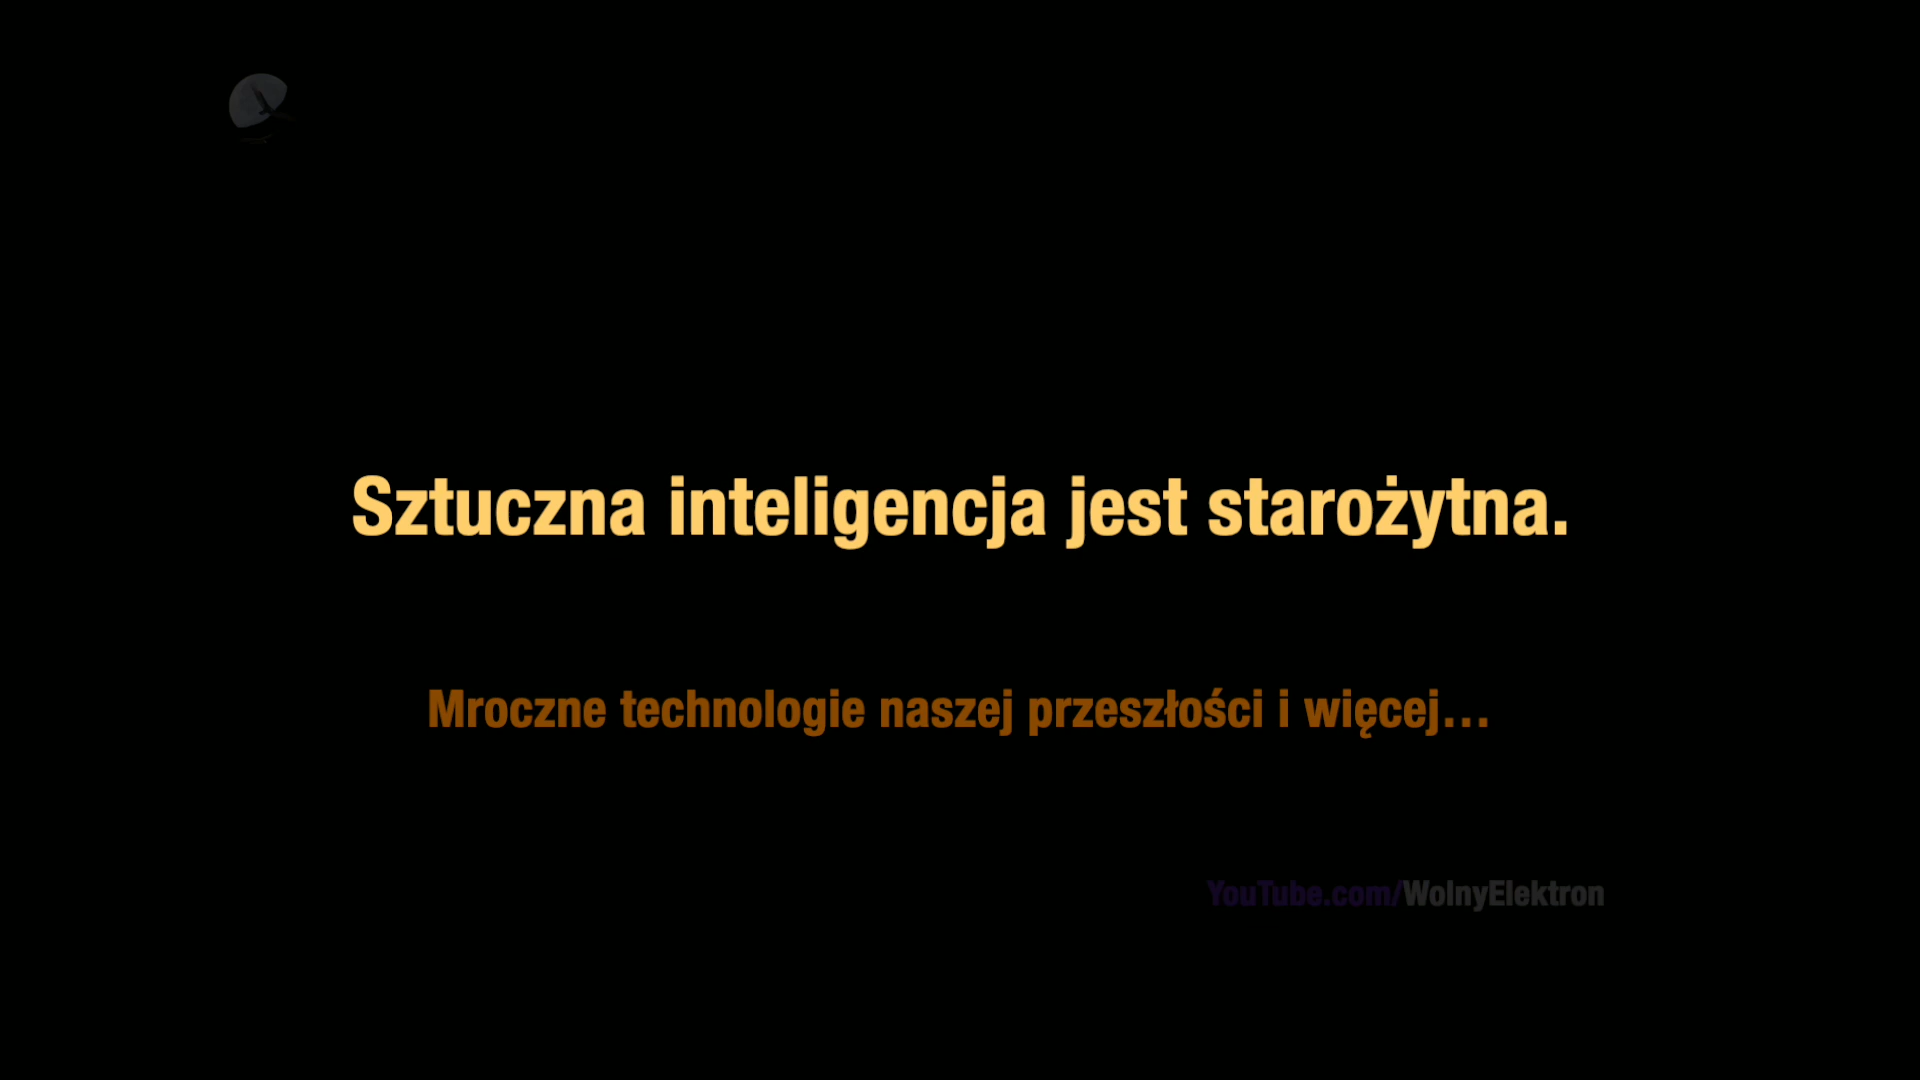 Sztuczna inteligencja jest starożytna.
Mroczne technologie naszej przeszłości i więcej...
YouTube.com/WolnyElektron